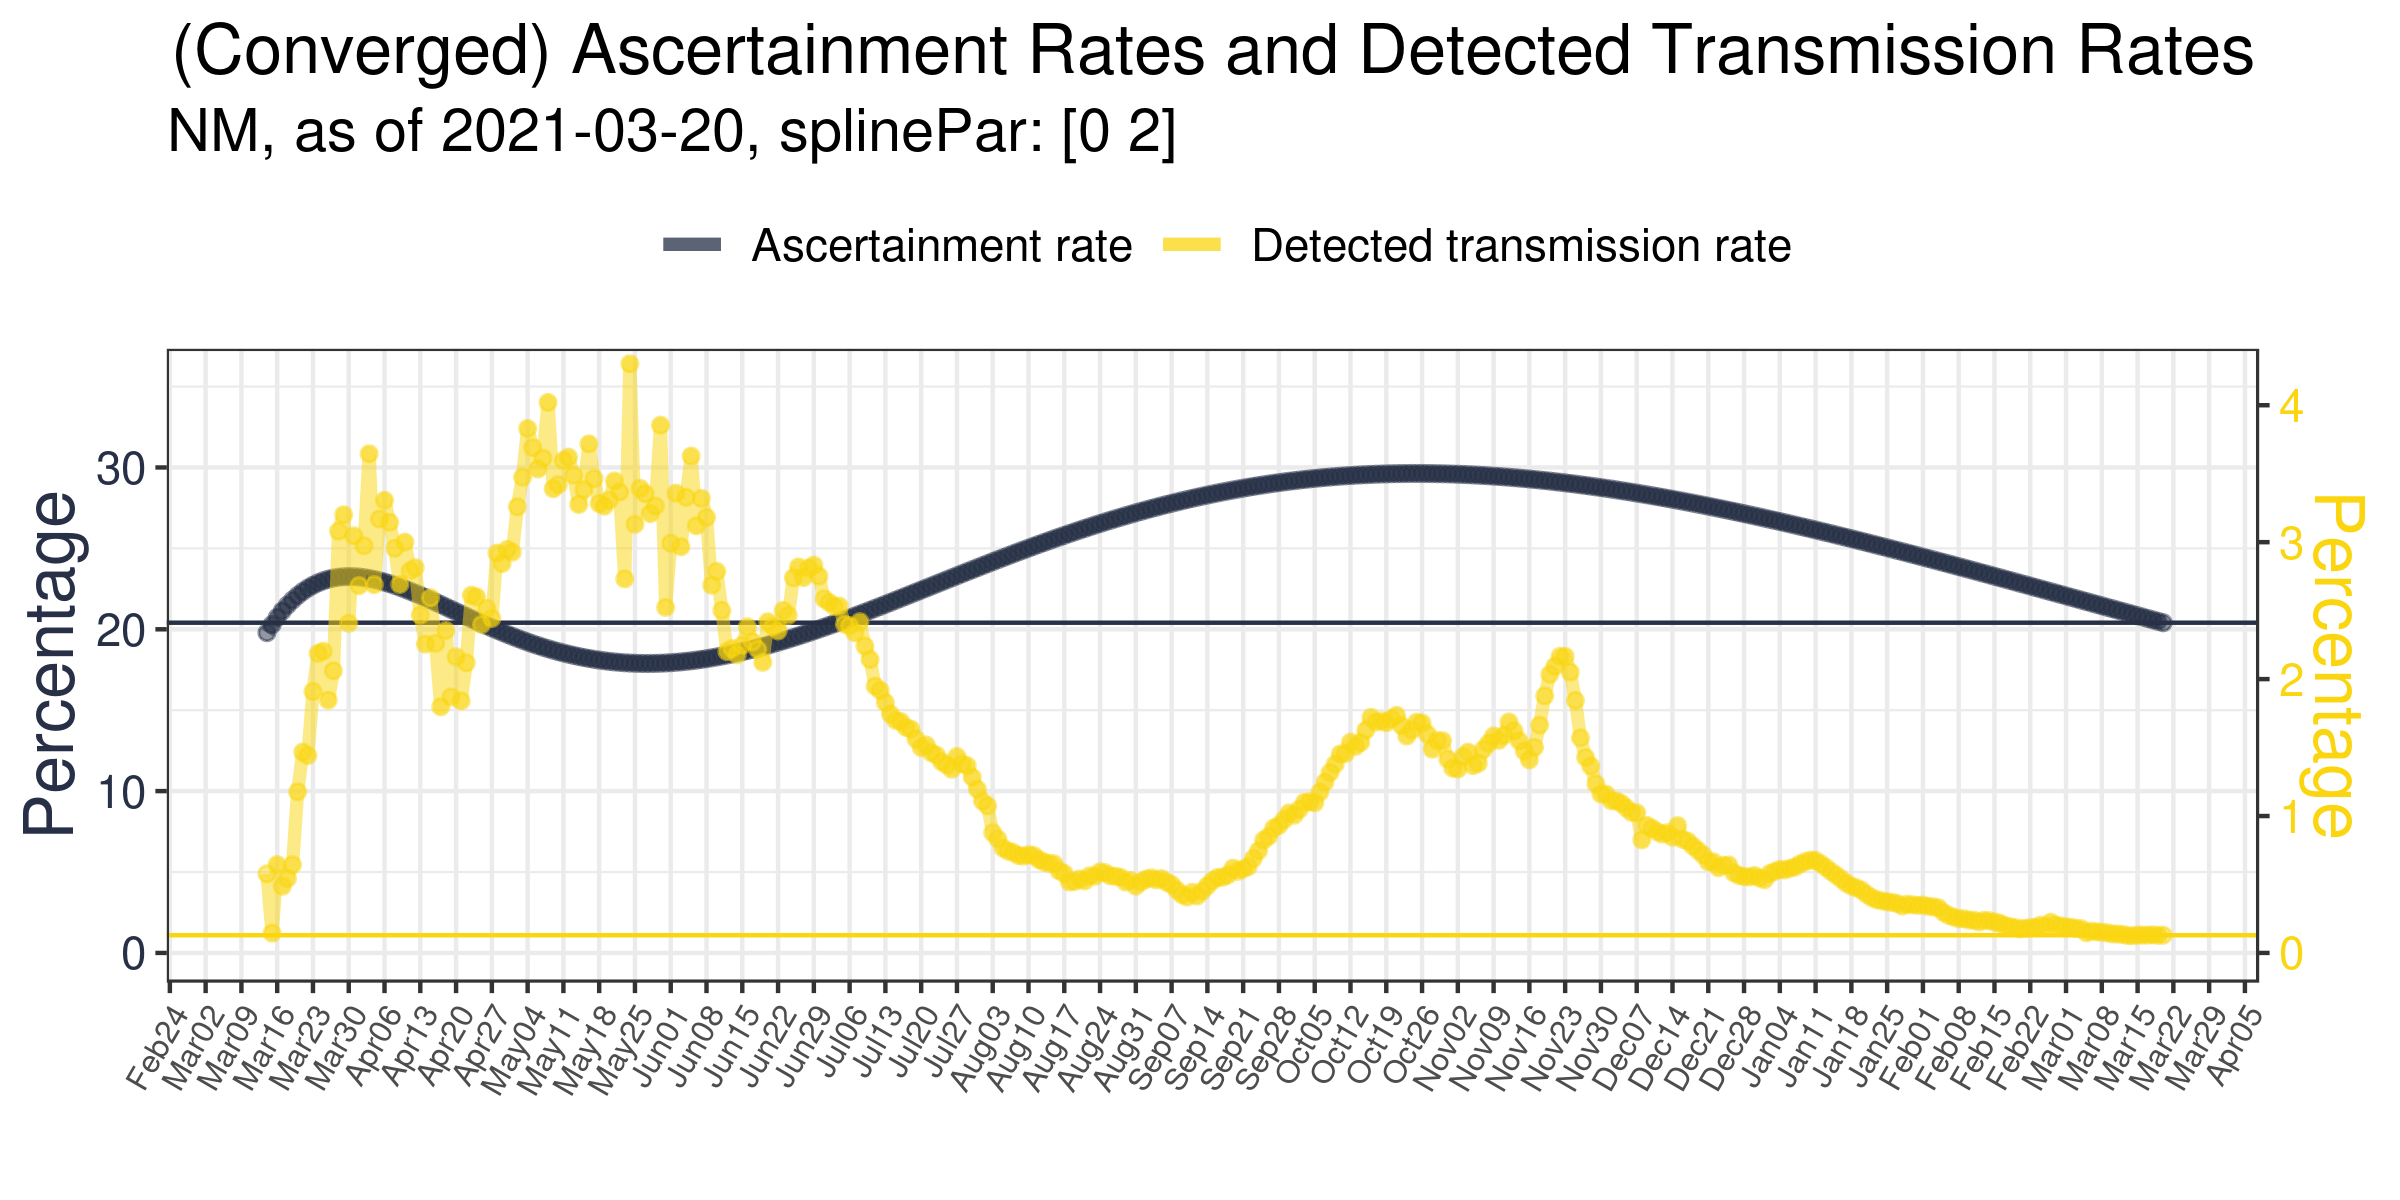 (Converged) Ascertainment Rates and Detected Transmission Rates
NM, as of 2021-03-20, splinePar: [0 2]
Ascertainment rate
Detected transmission rate
Percentage
30
20
10
0
4
3
2
1
0
Percentage
Feb24
Mar02
Mar09
Mar16
Mar23
Mar30
Apr06
Apr13
Apr20
Apr27
May04
May11
May18
May25
Jun01
Jun08
Jun15
Jun22
Jun29
Jul06
Jul13
Jul20
Jul27
Aug03
Aug10
Aug17
Aug24
Aug31
Sep07
Sep14
Sep21
Sep28
Oct05
Oct12
Oct19
Oct26
Nov02
Nov09
Nov16
Nov23
Nov30
Dec07
Dec14
Dec21
Dec28
Jan04
Jan11
Jan18
Jan25
Feb01
Feb08
Feb15
Feb22
Mar01
Mar08
Mar15
Mar22
Mar29
Apr05